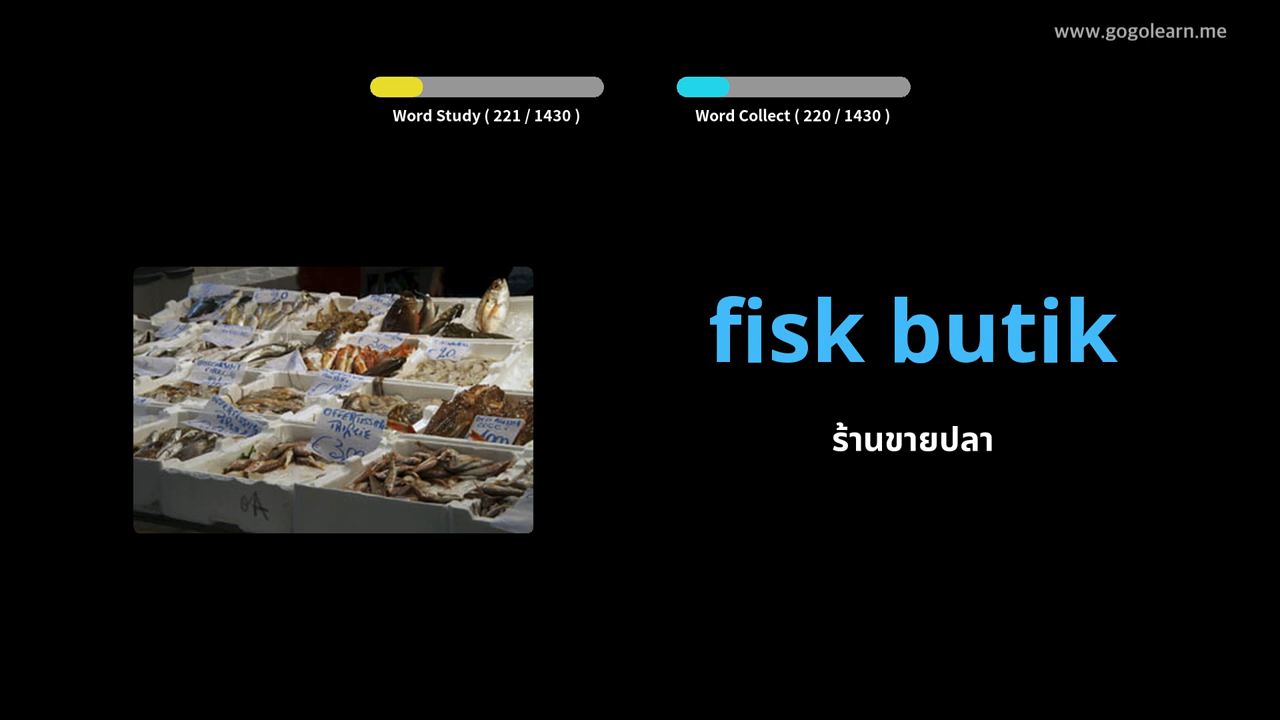 www.gogolearn.me
Word Study ( 221 / 1430 )
Word Collect ( 220 / 1430 )
fisk butik
ร้านขายปลา